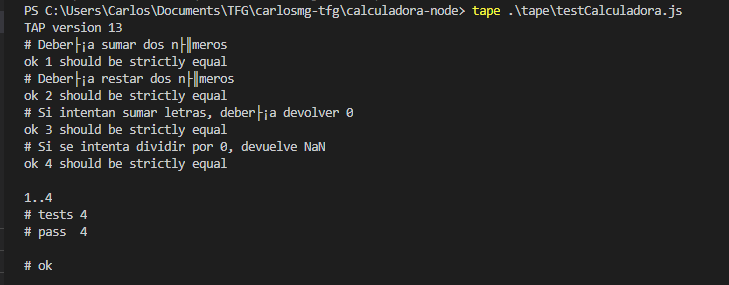 PS C:\Users\Carlos\Documents\TFG\carlosmg-tfg\calculadora-node> tape .\tape\testCalculadora.js
TAP version 13
# Deber├¡a sumar dos n├║meros
ok 1 should be strictly equal
# Deber├¡a restar dos n├║meros
ok 2 should be strictly equal
# Si intentan sumar letras, deber├¡a devolver 0
ok 3 should be strictly equal
# Si se intenta dividir por 0, devuelve NaN
ok 4 should be strictly equal
1..4
# tests 4
# pass  4
# ok